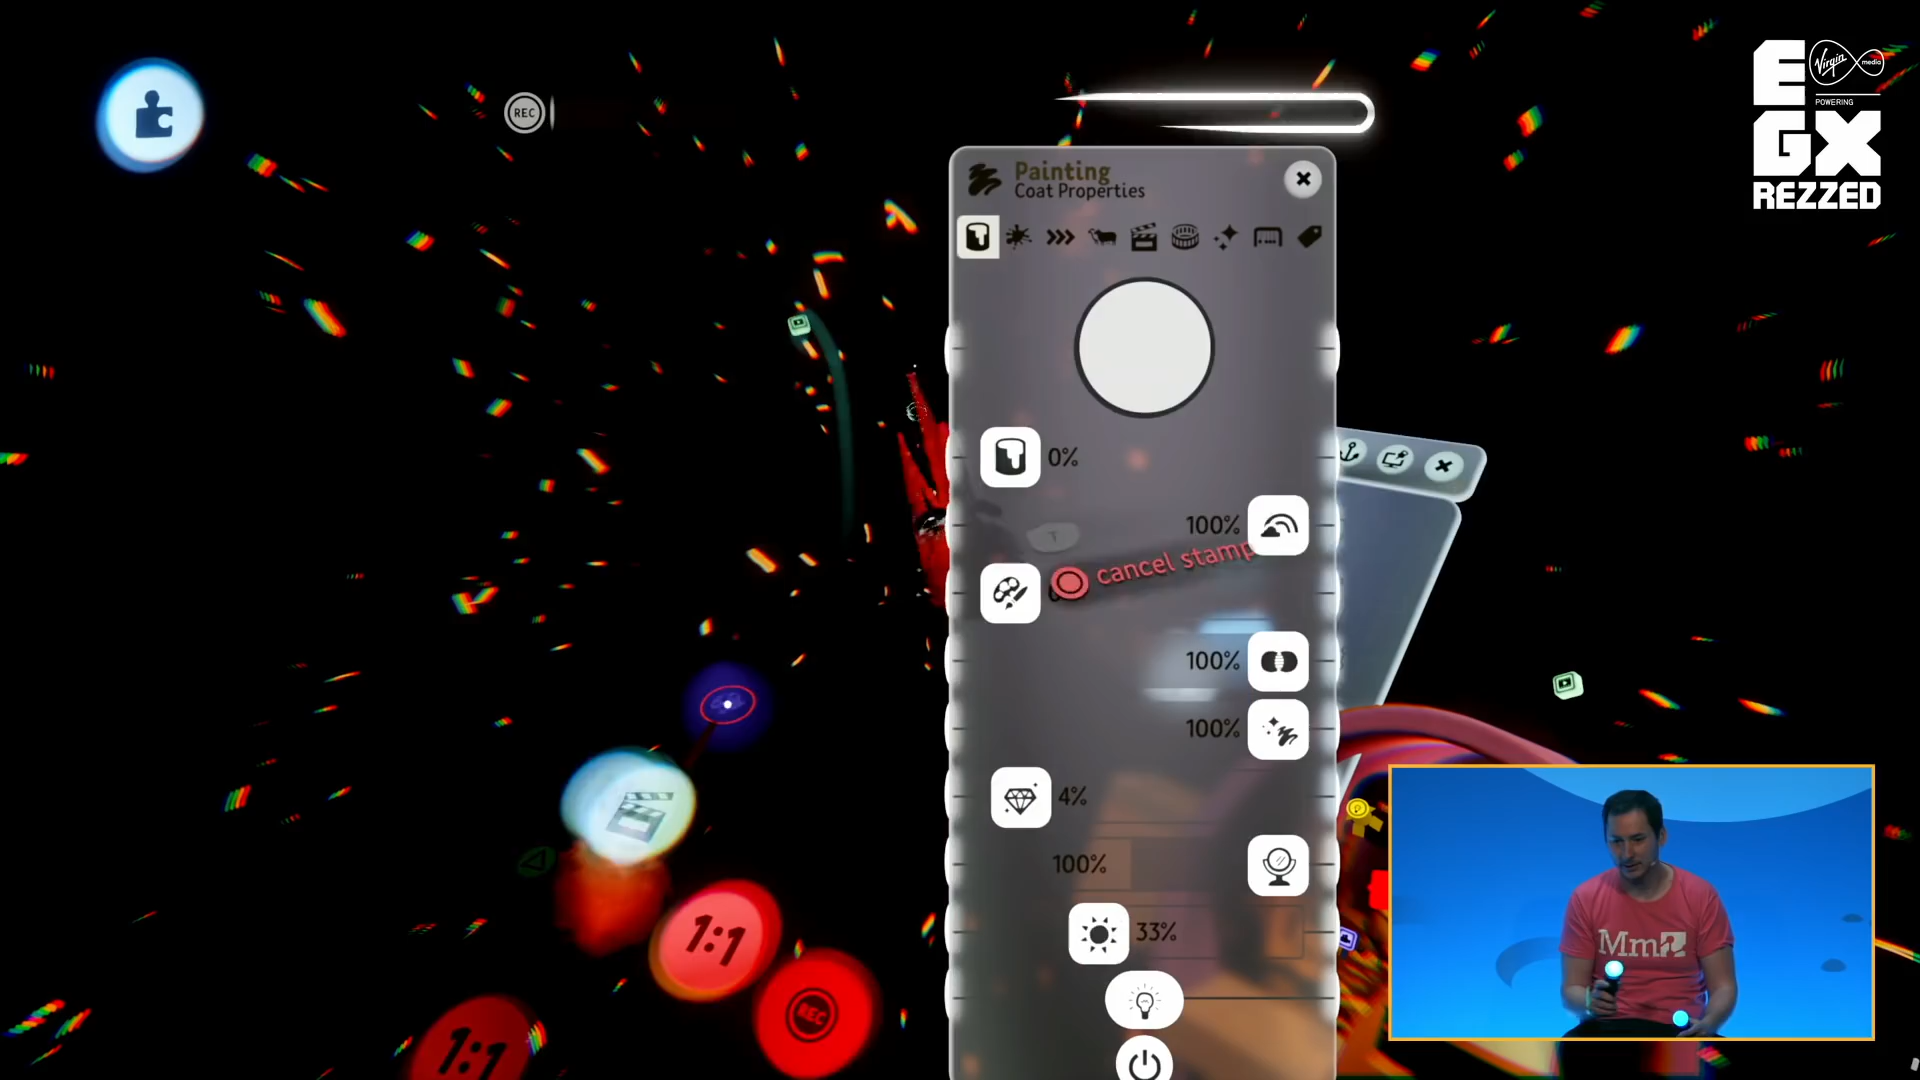 REC
E
Virgin
media
POWERING
GX
REZZED
Painting
Coat Properties
0%
100%
T
cancel stamp
100%
100%
4%
100%
33%
1:1
REC
1:1
Mm